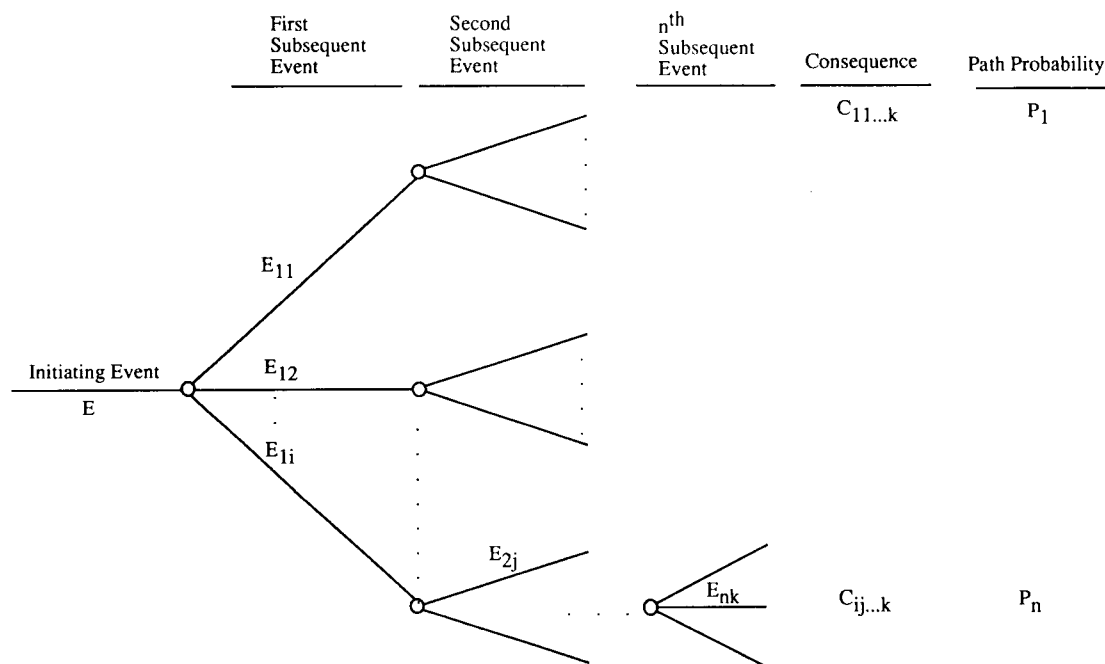 First
Subsequent
Event
Second
Subsequent
Event
nth
Subsequent
Event
Consequence
Path Probability
C11...k
P1
E11
Initiating Event
E
E12
E1i
E2j
Enk
Cij...k
Pn